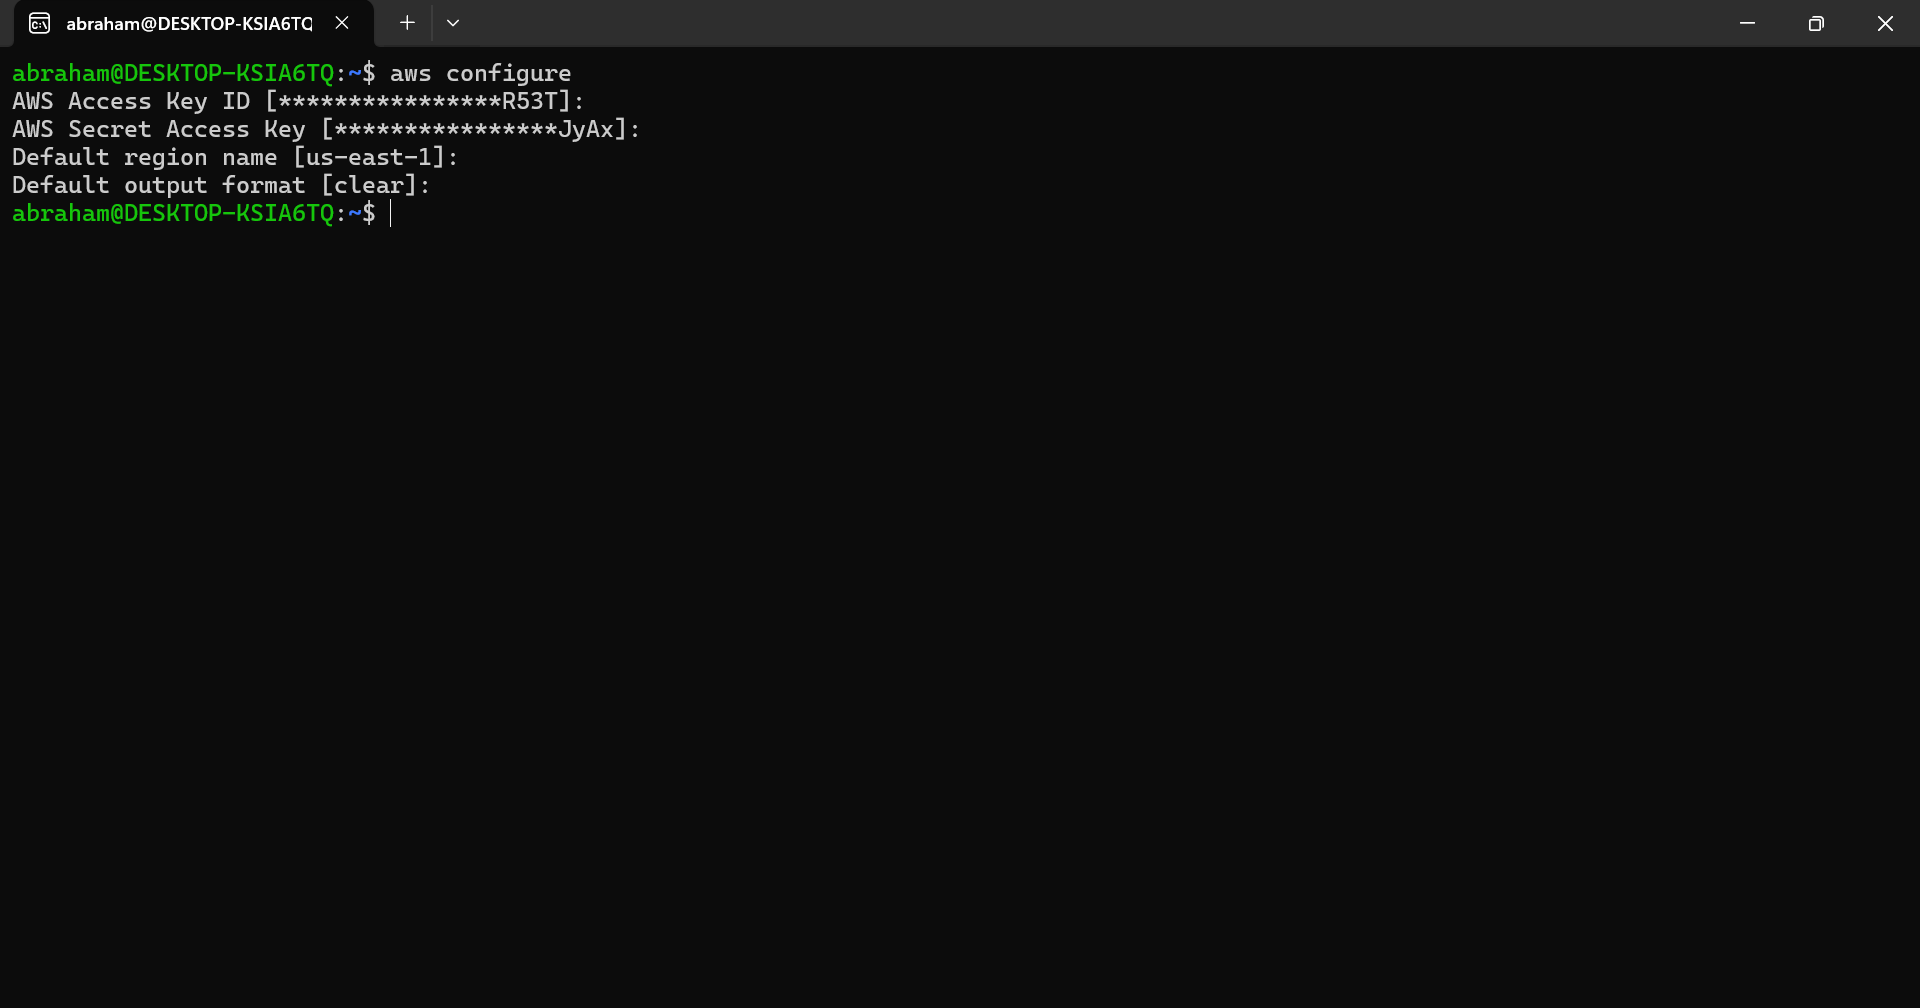 abraham@DESKTOP-KSIA6TQ
abraham@DESKTOP-KSIA6TQ:~$ aws configure
AWS Access Key ID [****************R53T]:
AWS Secret Access Key [****************JyAx]:
Default region name [us-east-1]:
Default output format [clear]:
abraham@DESKTOP-KSIA6TQ:~$